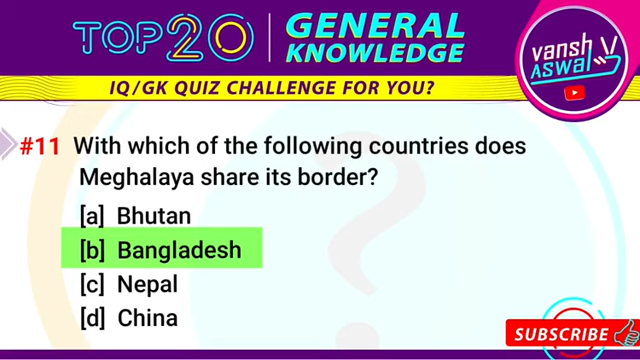 TOP 20
GENERAL
KNOWLEDGE
vansh
ASWAL
IQ/GK QUIZ CHALLENGE FOR YOU?
#11 With which of the following countries does
Meghalaya share its border?
[a] Bhutan
[b] Bangladesh
[c] Nepal
[d] China
SUBSCRIBE